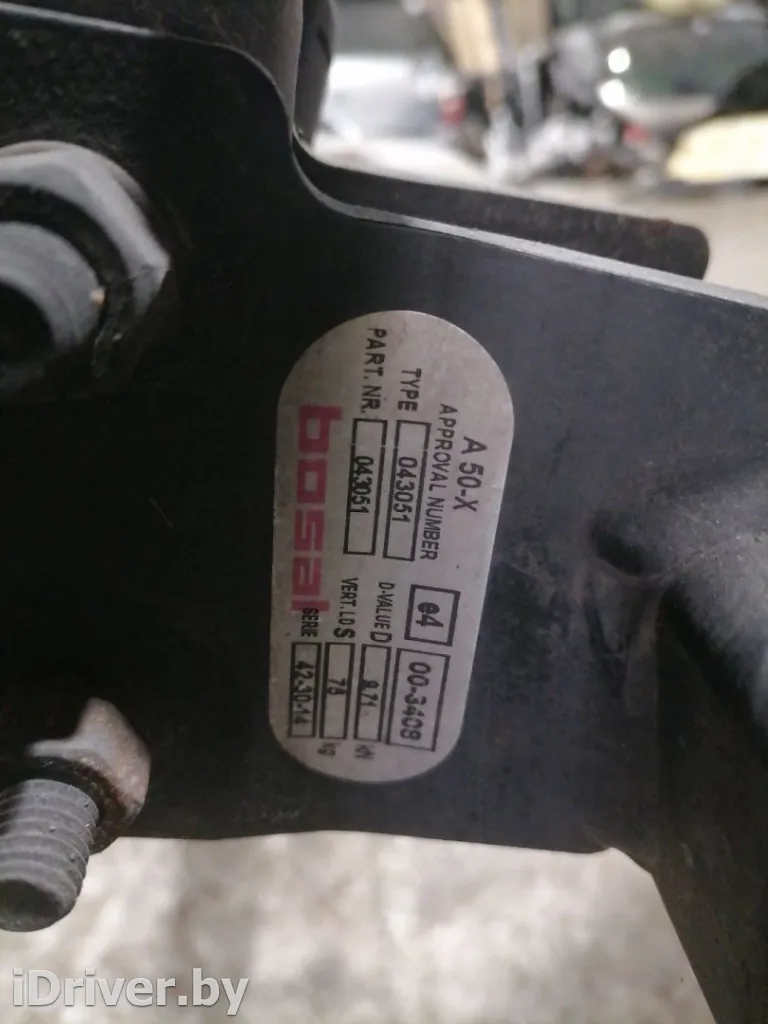 A 50-X
APPROVAL NUMBER e4 00-3408
TYPE 043051 D-VALUE D 9.71 kN
PART. NR. 043051 VERT. LD S 75 kg
bosal SERIE 42-30-14
iDriver.by